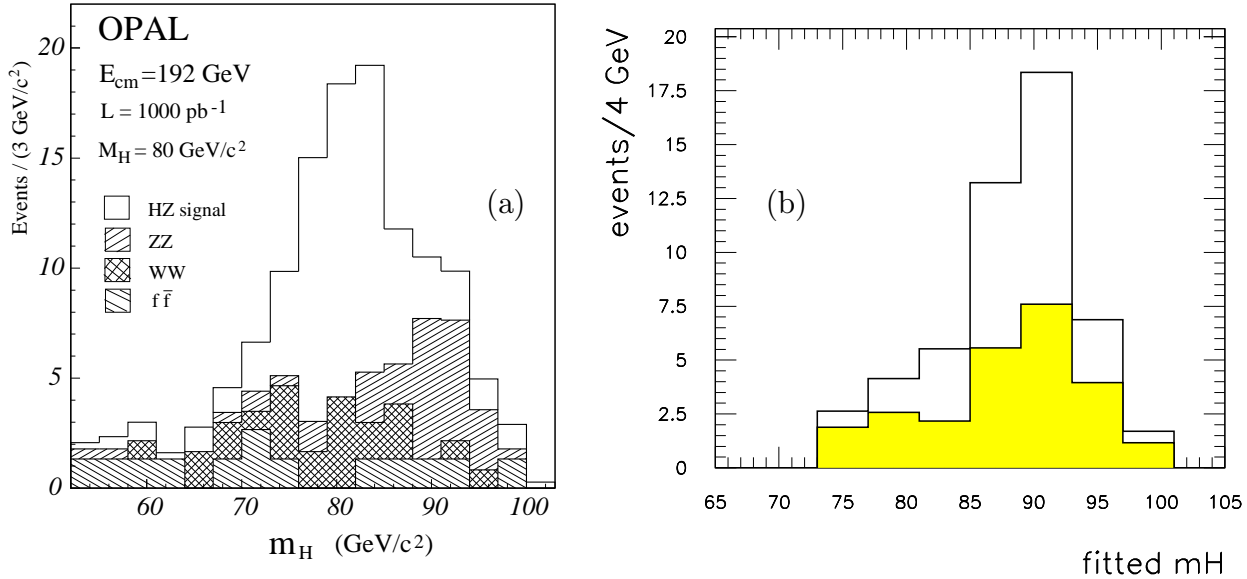 OPAL
E_cm=192 GeV
L = 1000 pb^-1
M_H = 80 GeV/c^2
HZ signal
ZZ
WW
f f̄
(a)
Events / (3 GeV/c^2)
20
15
10
5
0
60 70 80 90 100
m_H (GeV/c^2)
(b)
events/4 GeV
20
17.5
15
12.5
10
7.5
5
2.5
0
65 70 75 80 85 90 95 100 105
fitted mH